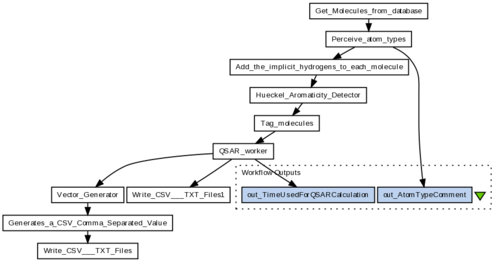 Get_Molecules_from_database
Perceive_atom_types
Add_the_implicit_hydrogens_to_each_molecule
Hueckel_Aromaticity_Detector
Tag_molecules
QSAR_worker
Workflow Outputs
Vector_Generator
Write_CSV___TXT_Files1
out_TimeUsedForQSARCalculation
out_AtomTypeComment
Generates_a_CSV_Comma_Separated_Value
Write_CSV___TXT_Files